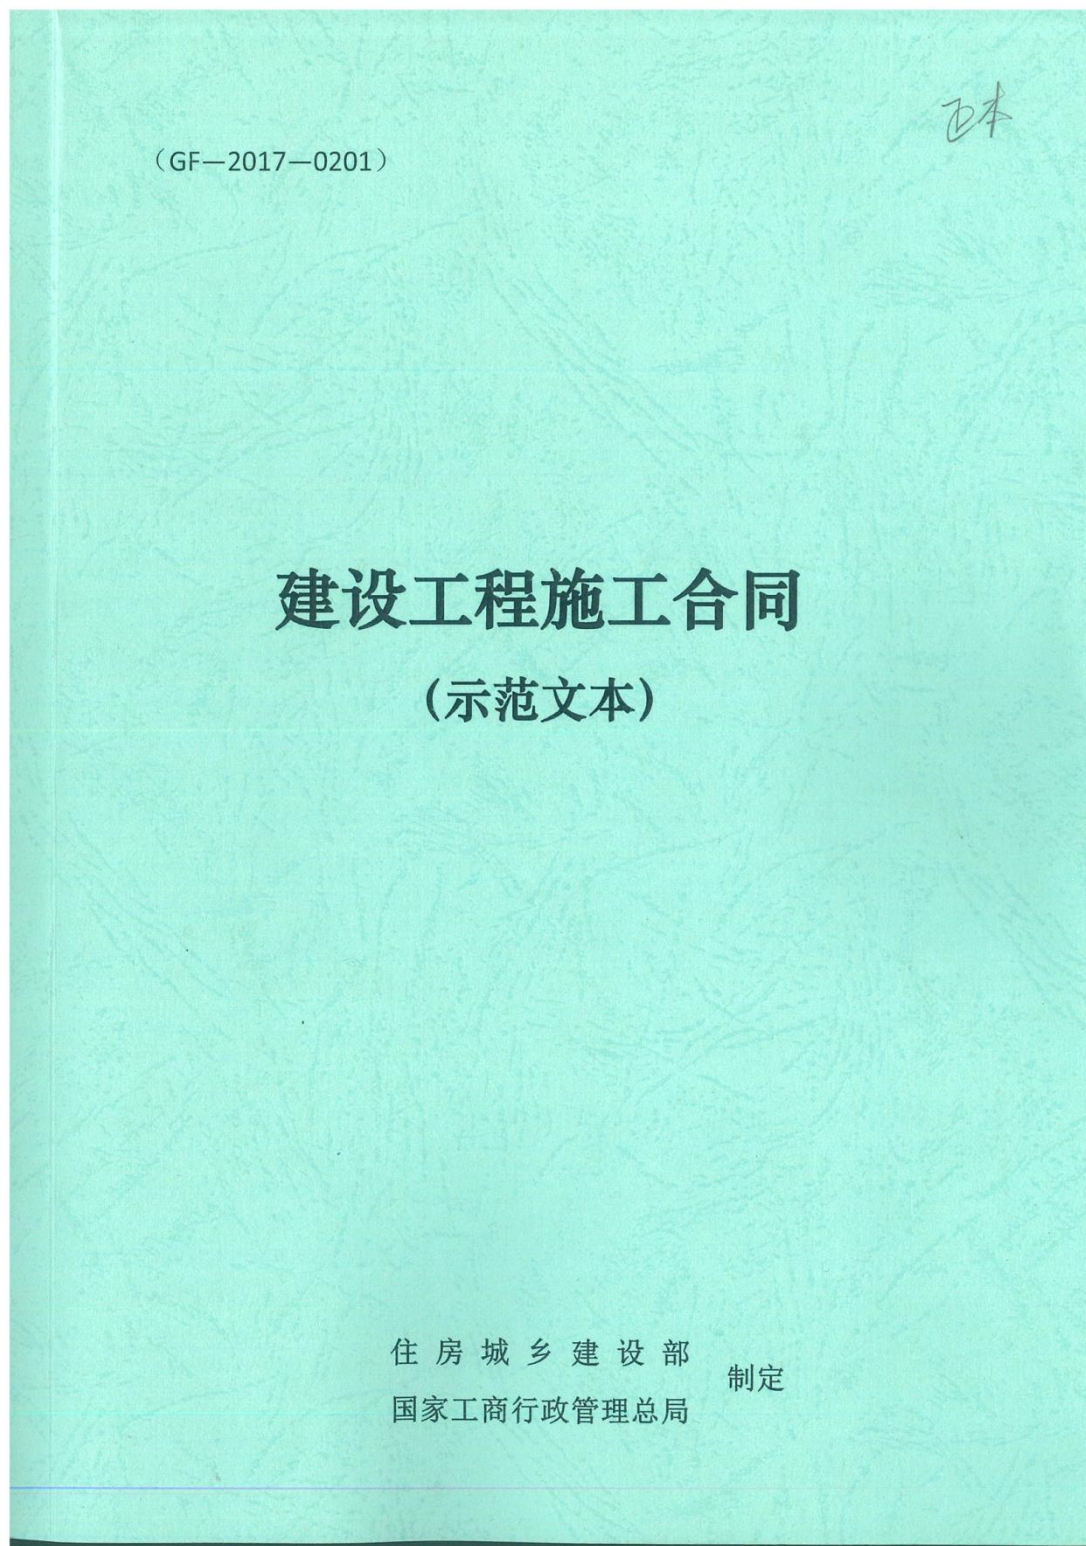 正本
（GF—2017—0201）
建设工程施工合同
（示范文本）
住房城乡建设部
国家工商行政管理总局
制定